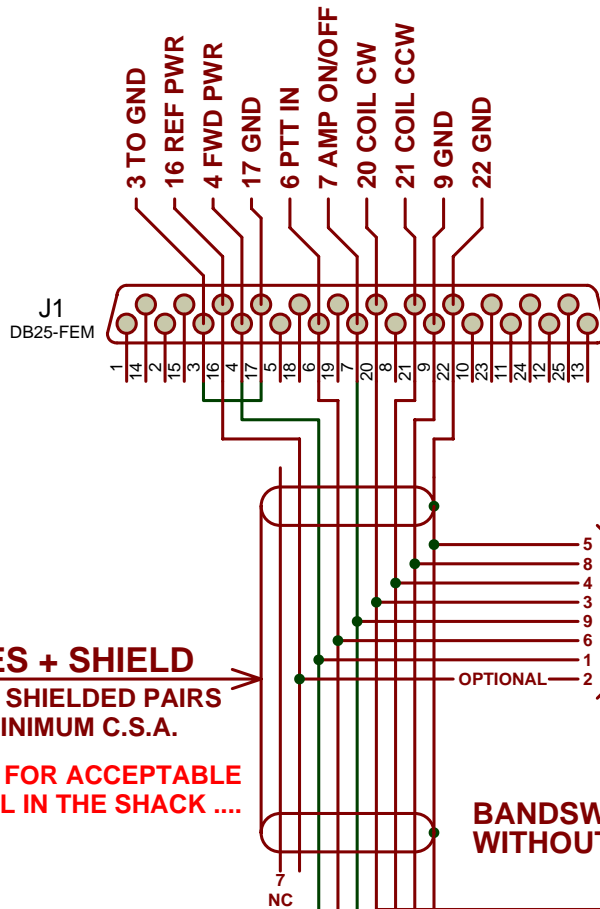 3 TO GND
16 REF PWR
4 FWD PWR
17 GND
6 PTT IN
7 AMP ON/OFF
20 COIL CW
21 COIL CCW
9 GND
22 GND
J1
DB25-FEM
1
14
2
15
3
16
4
17
5
18
6
19
7
20
8
21
9
22
10
23
11
24
12
25
13
5
8
4
3
9
6
1
OPTIONAL 2
ES + SHIELD
SHIELDED PAIRS
INIMUM C.S.A.
FOR ACCEPTABLE
L IN THE SHACK ....
BANDSW
WITHOUT
7
NC